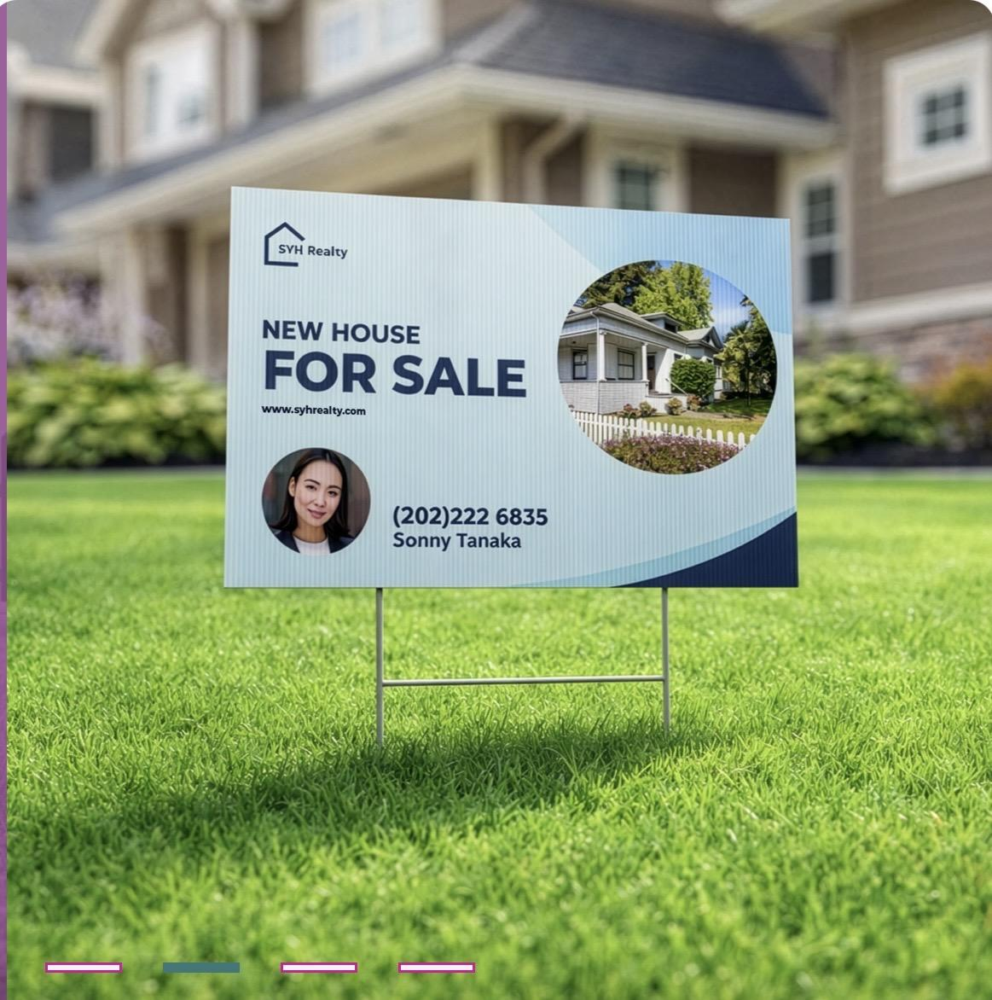 SYH Realty
NEW HOUSE
FOR SALE
www.syhrealty.com
(202)222 6835
Sonny Tanaka